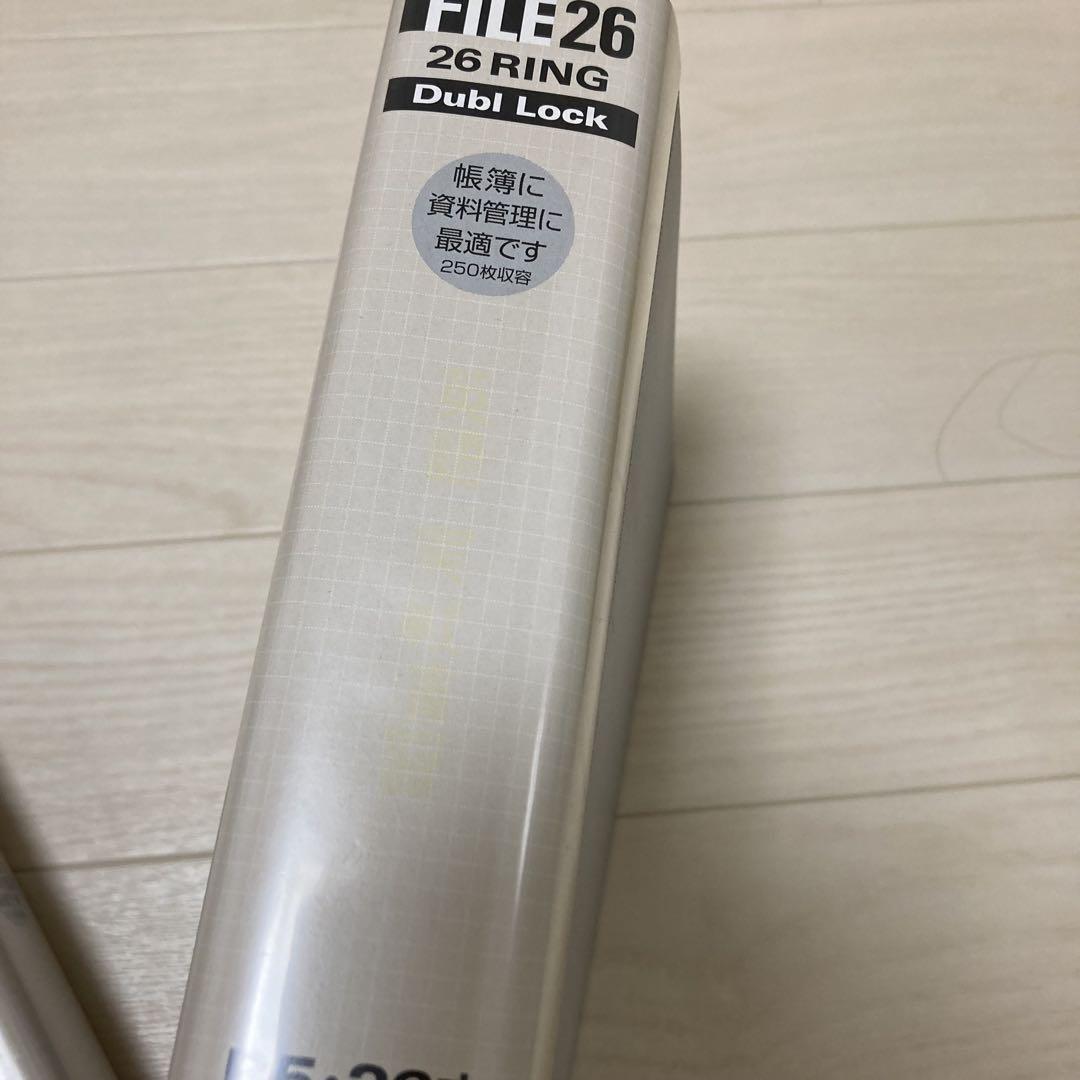 FILE26
26 RING
Dubl Lock
帳簿に
資料管理に
最適です
250枚収容